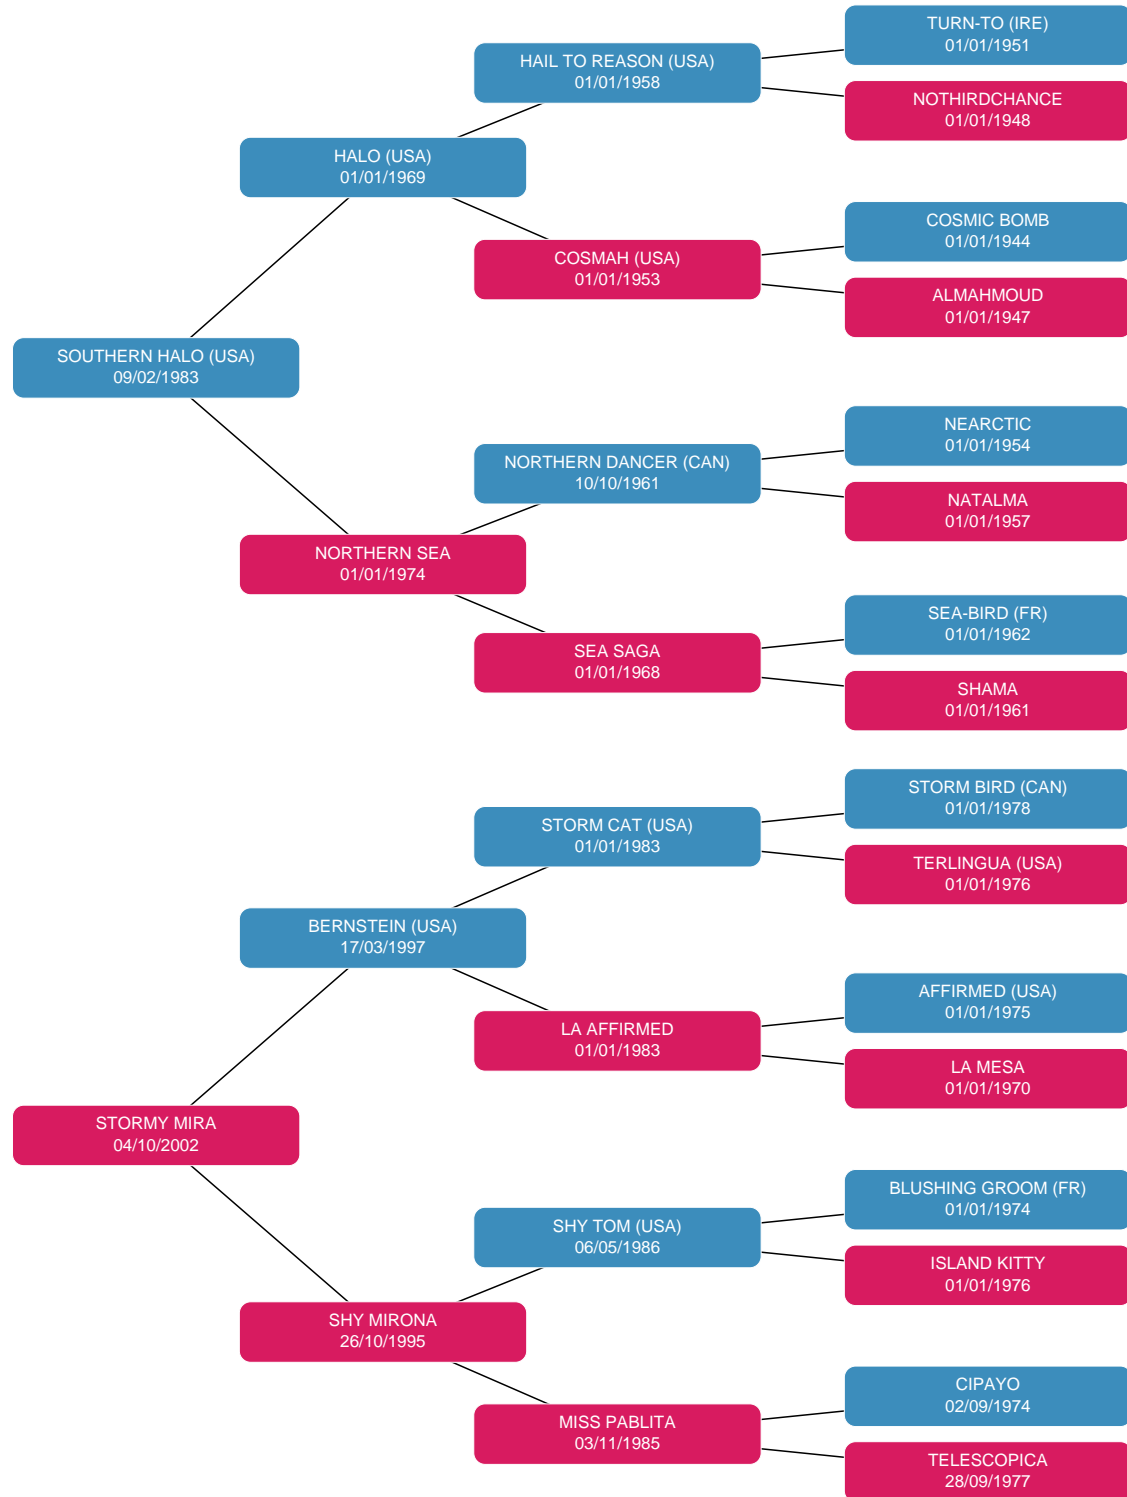 TURN-TO (IRE)
01/01/1951
HAIL TO REASON (USA)
01/01/1958
NOTHIRDCHANCE
01/01/1948
HALO (USA)
01/01/1969
COSMIC BOMB
01/01/1944
COSMAH (USA)
01/01/1953
ALMAHMOUD
01/01/1947
SOUTHERN HALO (USA)
09/02/1983
NEARCTIC
01/01/1954
NORTHERN DANCER (CAN)
10/10/1961
NATALMA
01/01/1957
NORTHERN SEA
01/01/1974
SEA-BIRD (FR)
01/01/1962
SEA SAGA
01/01/1968
SHAMA
01/01/1961
STORM BIRD (CAN)
01/01/1978
STORM CAT (USA)
01/01/1983
TERLINGUA (USA)
01/01/1976
BERNSTEIN (USA)
17/03/1997
AFFIRMED (USA)
01/01/1975
LA AFFIRMED
01/01/1983
LA MESA
01/01/1970
STORMY MIRA
04/10/2002
BLUSHING GROOM (FR)
01/01/1974
SHY TOM (USA)
06/05/1986
ISLAND KITTY
01/01/1976
SHY MIRONA
26/10/1995
CIPAYO
02/09/1974
MISS PABLITA
03/11/1985
TELESCOPICA
28/09/1977